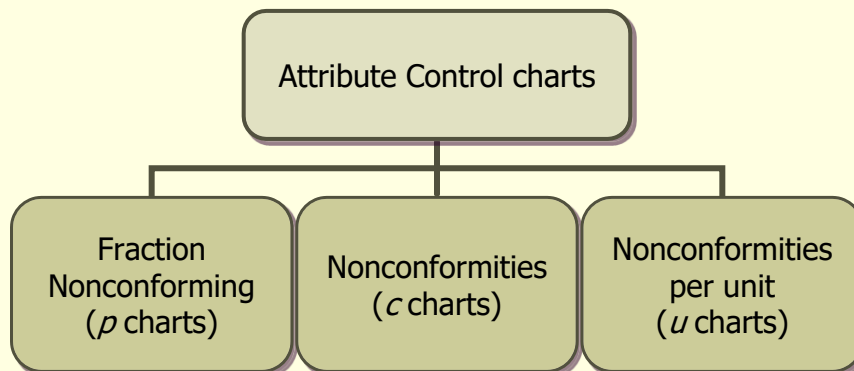 Attribute Control charts
Fraction
Nonconforming
(p charts)
Nonconformities
(c charts)
Nonconformities
per unit
(u charts)